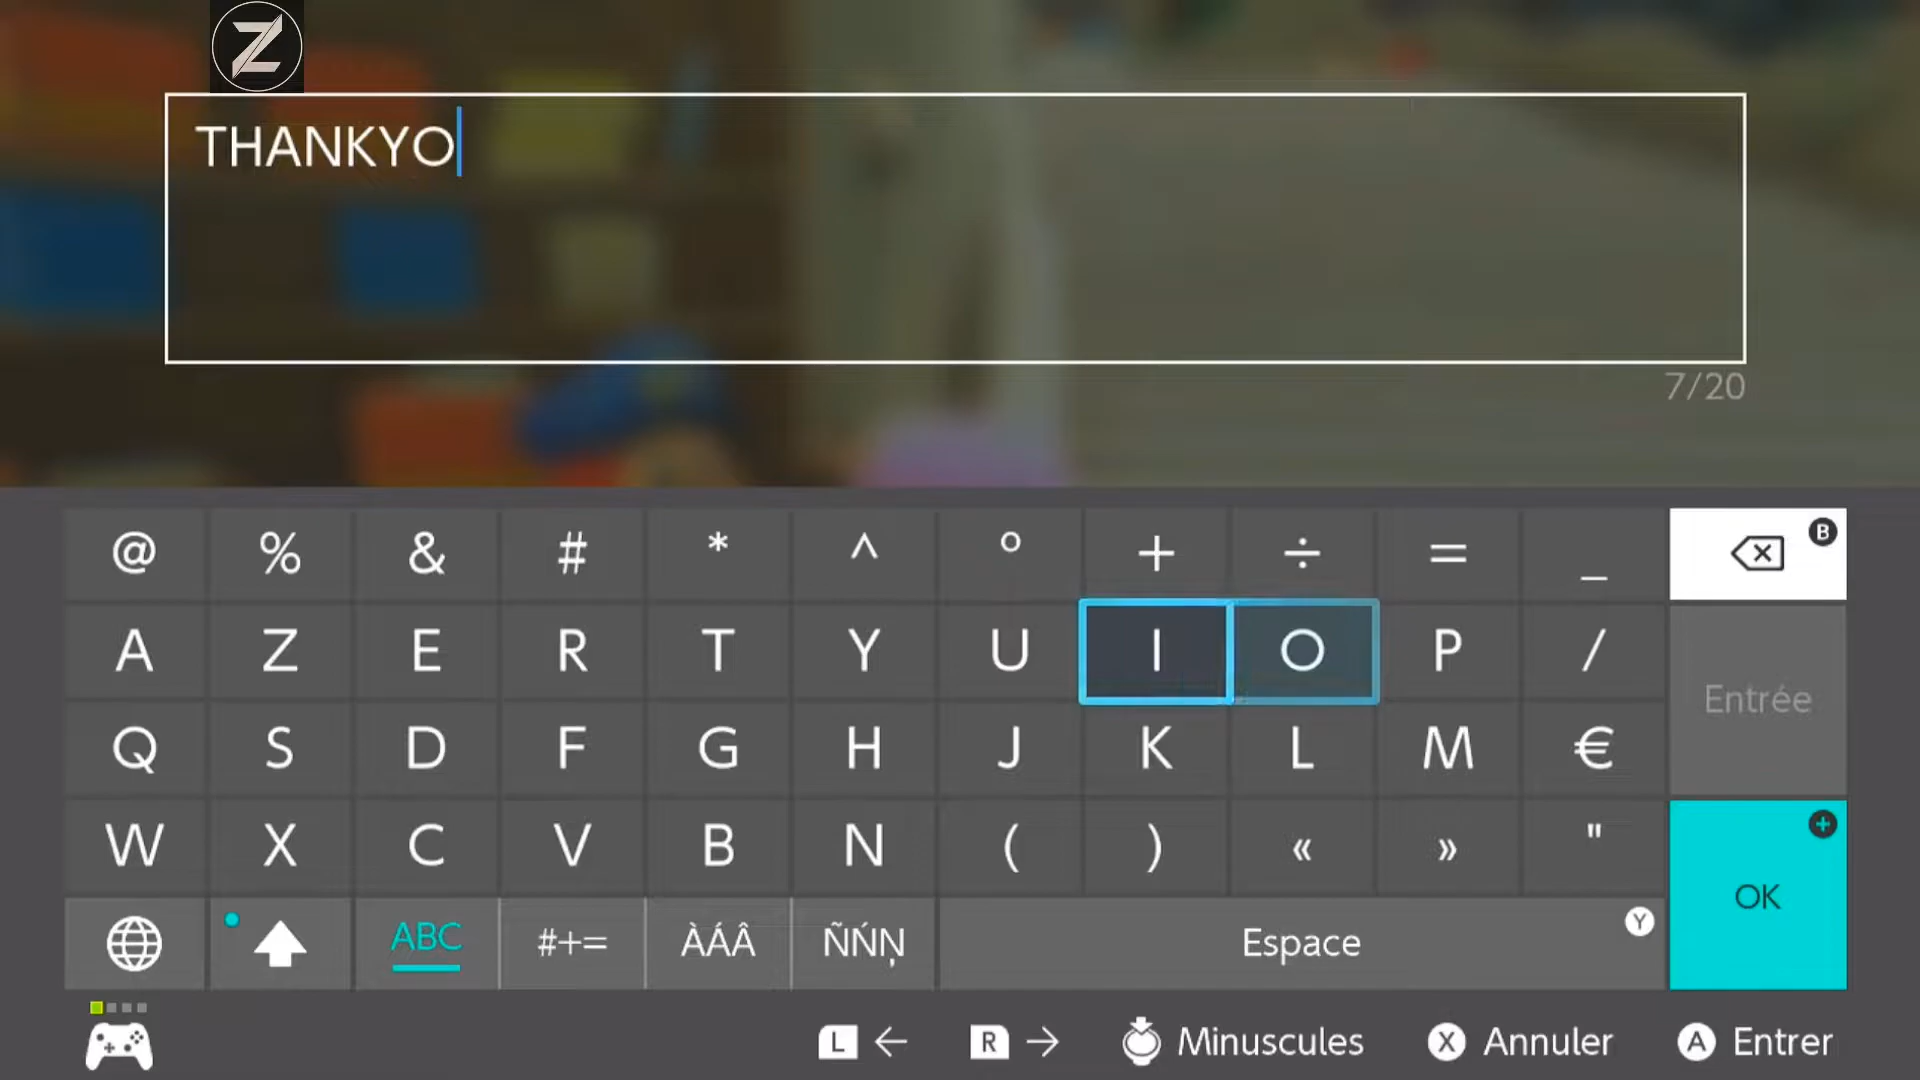 Z
THANKYO
7/20
@ % & # * ^ ° + ÷ = _ B
A Z E R T Y U I O P /
Entrée
Q S D F G H J K L M €
W X C V B N ( ) « » "
+ OK
ABC #+= ÀÁÂ ÑŃŅ Espace Y
L ← R → Minuscules X Annuler A Entrer